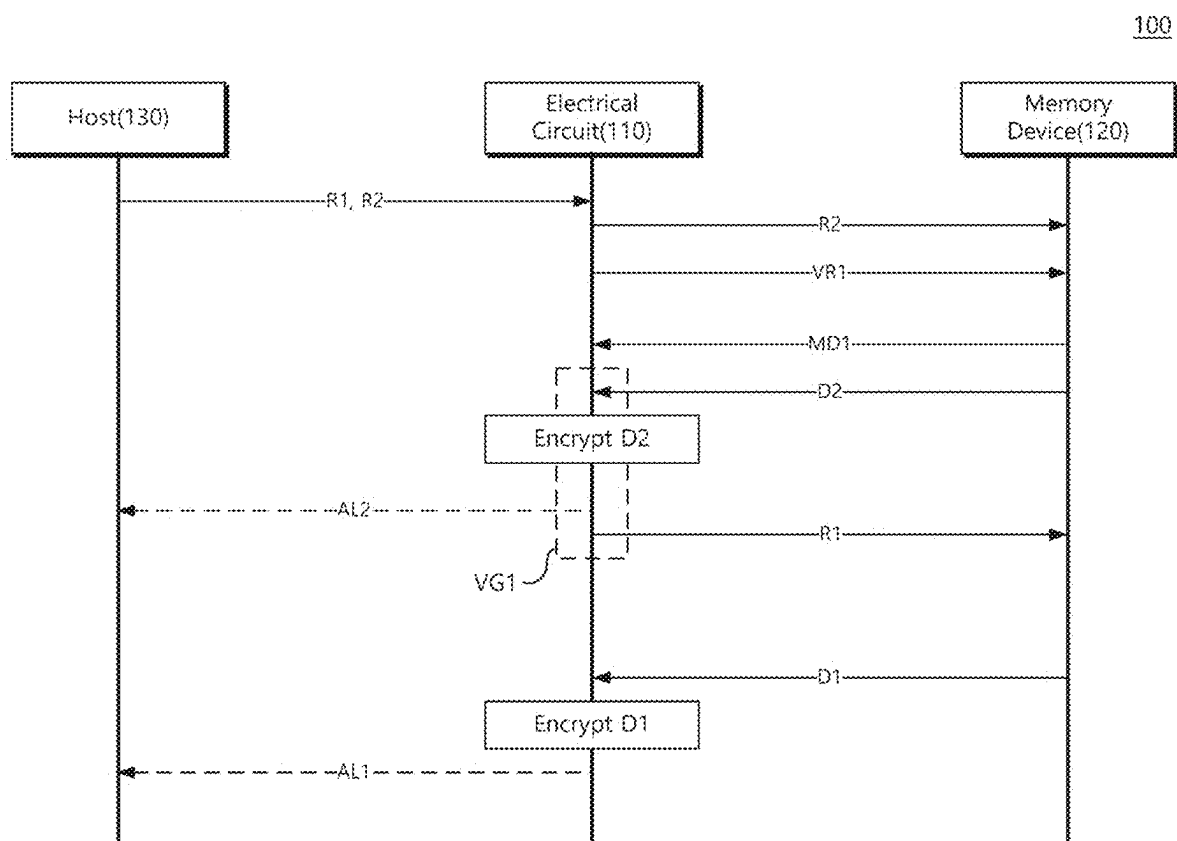 100
Host(130)
Electrical
Circuit(110)
Memory
Device(120)
R1, R2
R2
VR1
MD1
D2
Encrypt D2
AL2
R1
VG1
D1
Encrypt D1
AL1